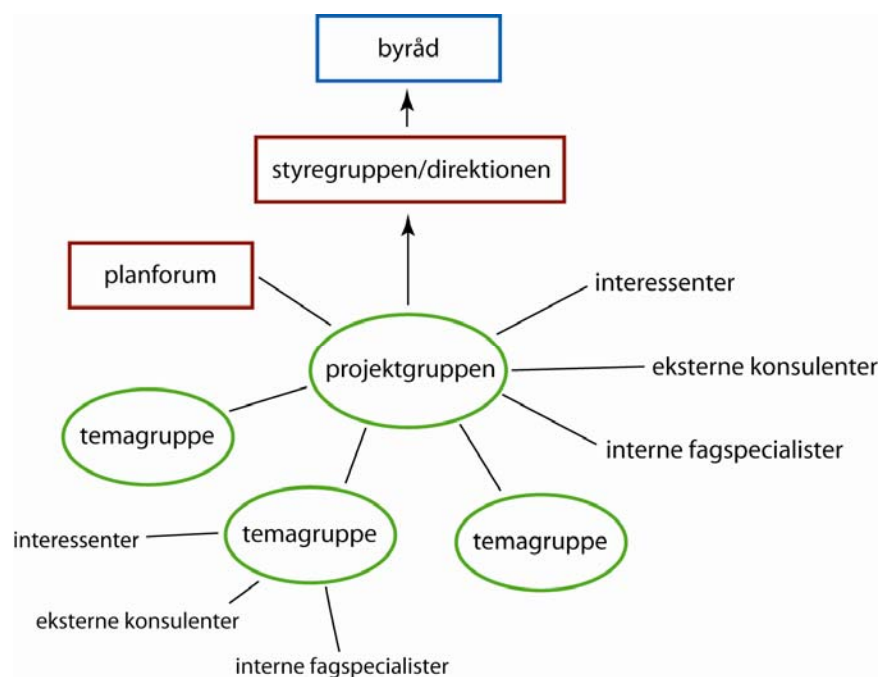 byråd
styregruppen/direktionen
planforum
interessenter
projektgruppen
eksterne konsulenter
temagruppe
interne fagspecialister
temagruppe
temagruppe
interessenter
eksterne konsulenter
interne fagspecialister